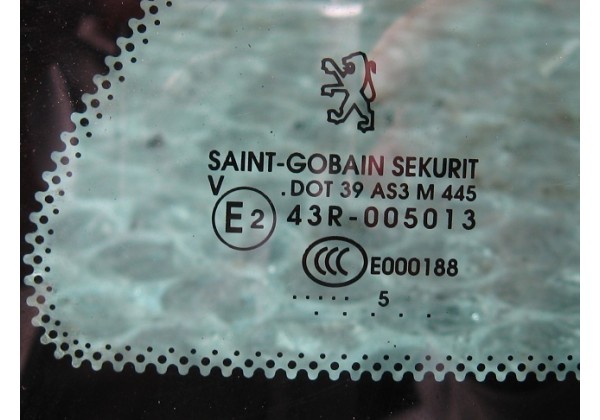 SAINT-GOBAIN SEKURIT
V .DOT 39 AS3 M 445
E2 43R-005013
CCC E000188
..... 5
. . . . . .